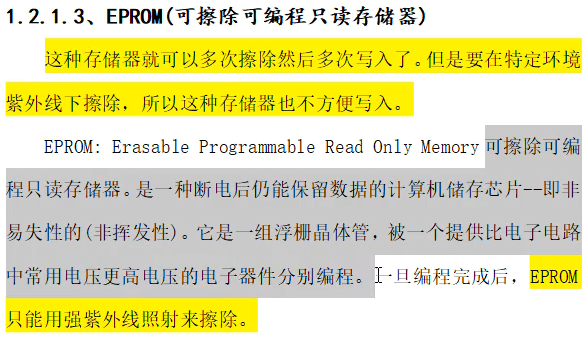 1.2.1.3、EPROM(可擦除可编程只读存储器)
这种存储器就可以多次擦除然后多次写入了。但是要在特定环境
紫外线下擦除，所以这种存储器也不方便写入。
EPROM: Erasable Programmable Read Only Memory 可擦除可编
程只读存储器。是一种断电后仍能保留数据的计算机储存芯片--即非
易失性的(非挥发性)。它是一组浮栅晶体管，被一个提供比电子电路
中常用电压更高电压的电子器件分别编程。一旦编程完成后，EPROM
只能用强紫外线照射来擦除。